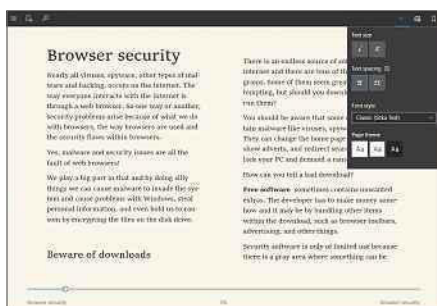 Browser security
Nearly all viruses, spyware, other types of mal-
ware and hacking, occurs on the Internet. The
way everyone interacts with the internet is
through a web browser. So one way or another,
security problems arise because of what we do
with browsers, the way browsers are used and
the security flaws within browsers.
Yes, malware and security issues are all the
fault of web browsers!
We play a big part in that and by doing silly
things we can cause malware to invade the sys-
tem and cause problems with Windows, steal
personal information, and even hold us to ran-
som by encrypting the files on the disk drive.
Beware of downloads
There is an endless source of
internet and there are tons of
Some of them seem
tempting, but should you download
run them?
You should be aware that some
tain malware like viruses,
They can change the home page
show adverts, and redirect
lock your PC and demand a
How can you tell a bad download?
Free software sometimes contains unwanted
extras. The developer has to make money some-
how and it may be by bundling other items
within the download, such as browser toolbars,
advertising, and other things.
Security software is only of limited use because
there is a gray area where something can be
Text size
Text spacing
Font style
Classic (Sitka Text)
Page theme
Aa Aa Aa
Browser security
Browser security